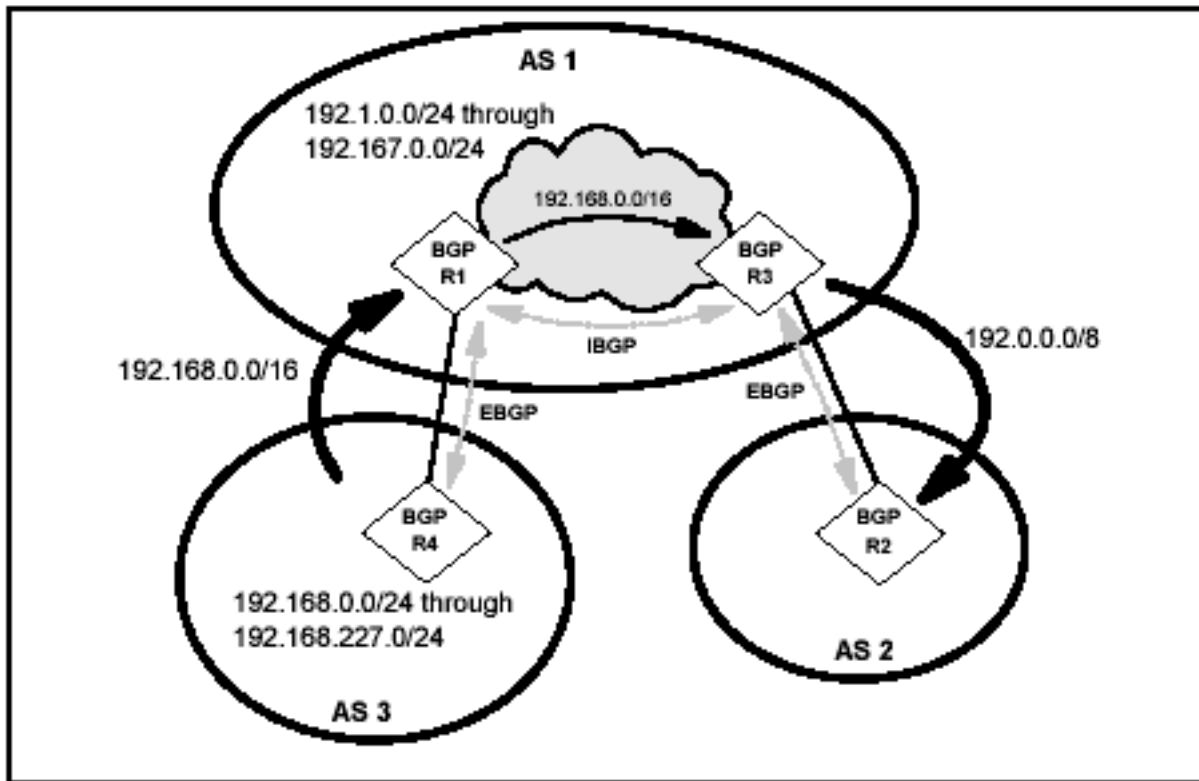 AS 1
192.1.0.0/24 through
192.167.0.0/24
192.168.0.0/16
BGP
R1
BGP
R3
IBGP
192.0.0.0/8
192.168.0.0/16
EBGP
EBGP
BGP
R4
BGP
R2
192.168.0.0/24 through
192.168.227.0/24
AS 2
AS 3